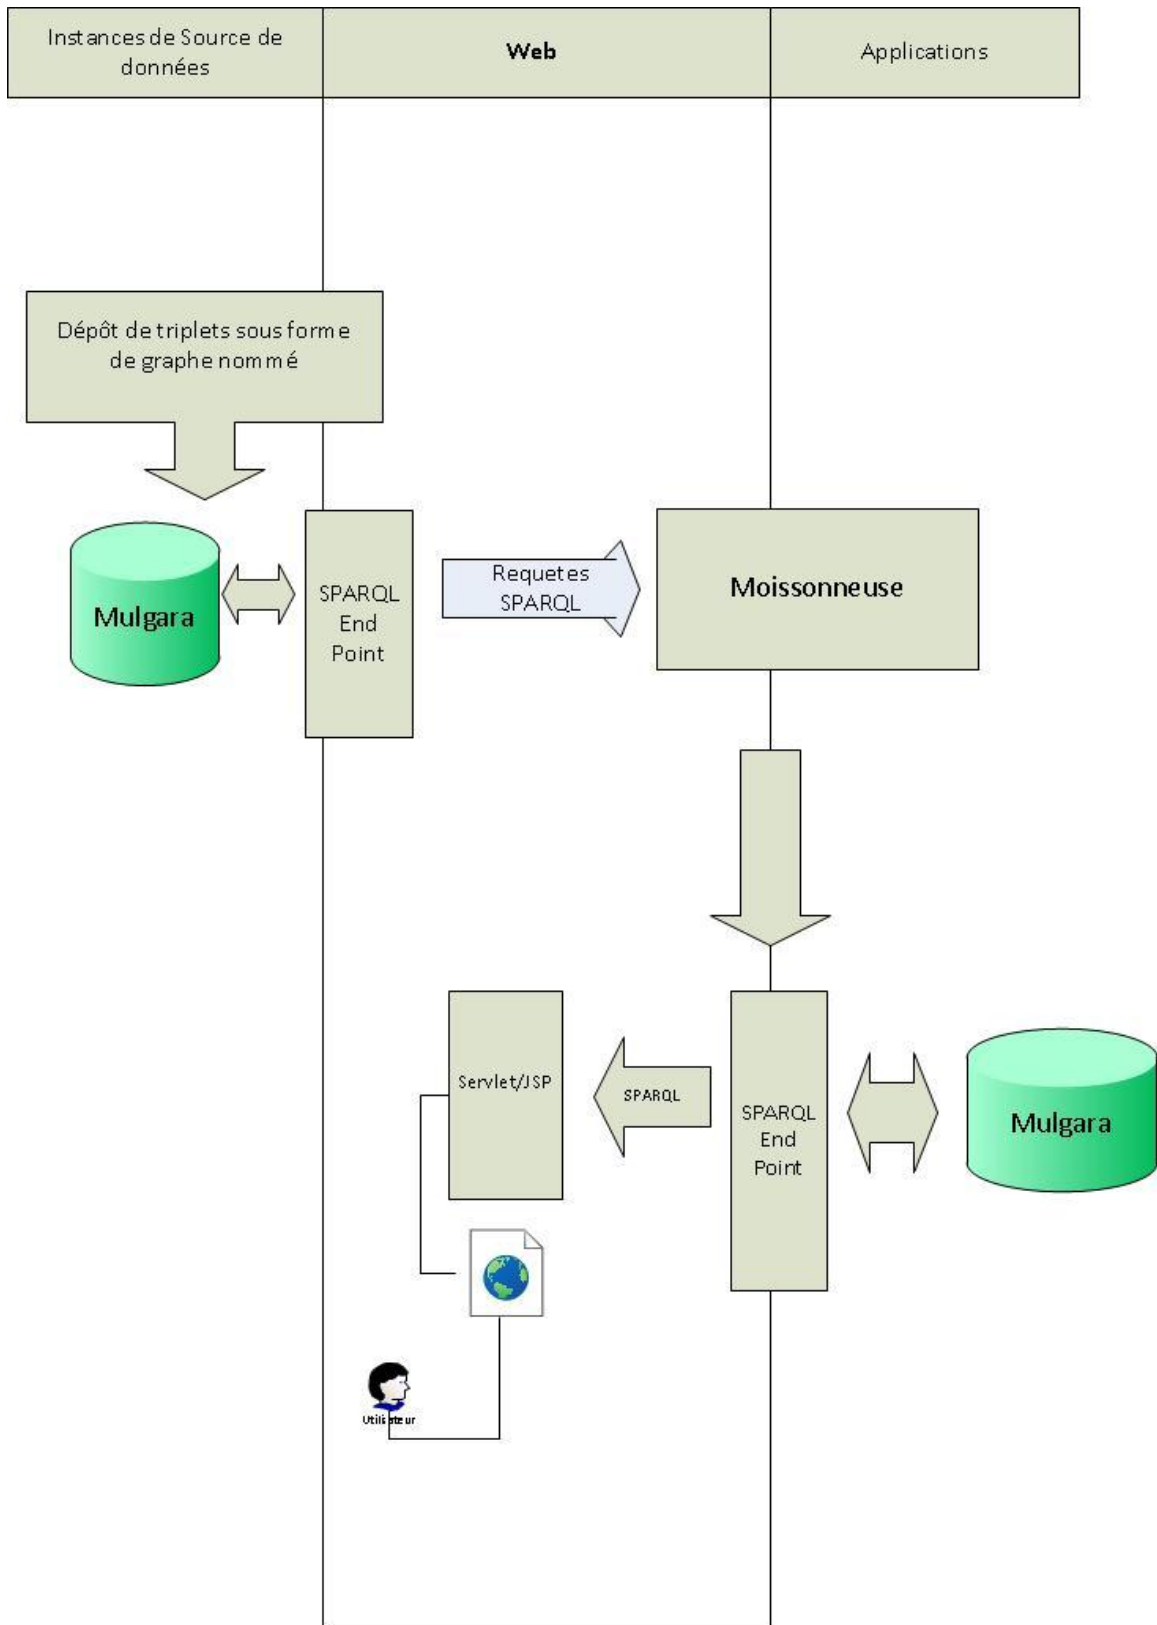 Instances de Source de
données
Web
Applications
Dépôt de triplets sous forme
de graphe nommé
Mulgara
SPARQL
End
Point
Requetes
SPARQL
Moissonneuse
Servlet/JSP
SPARQL
SPARQL
End
Point
Mulgara
Utilisateur